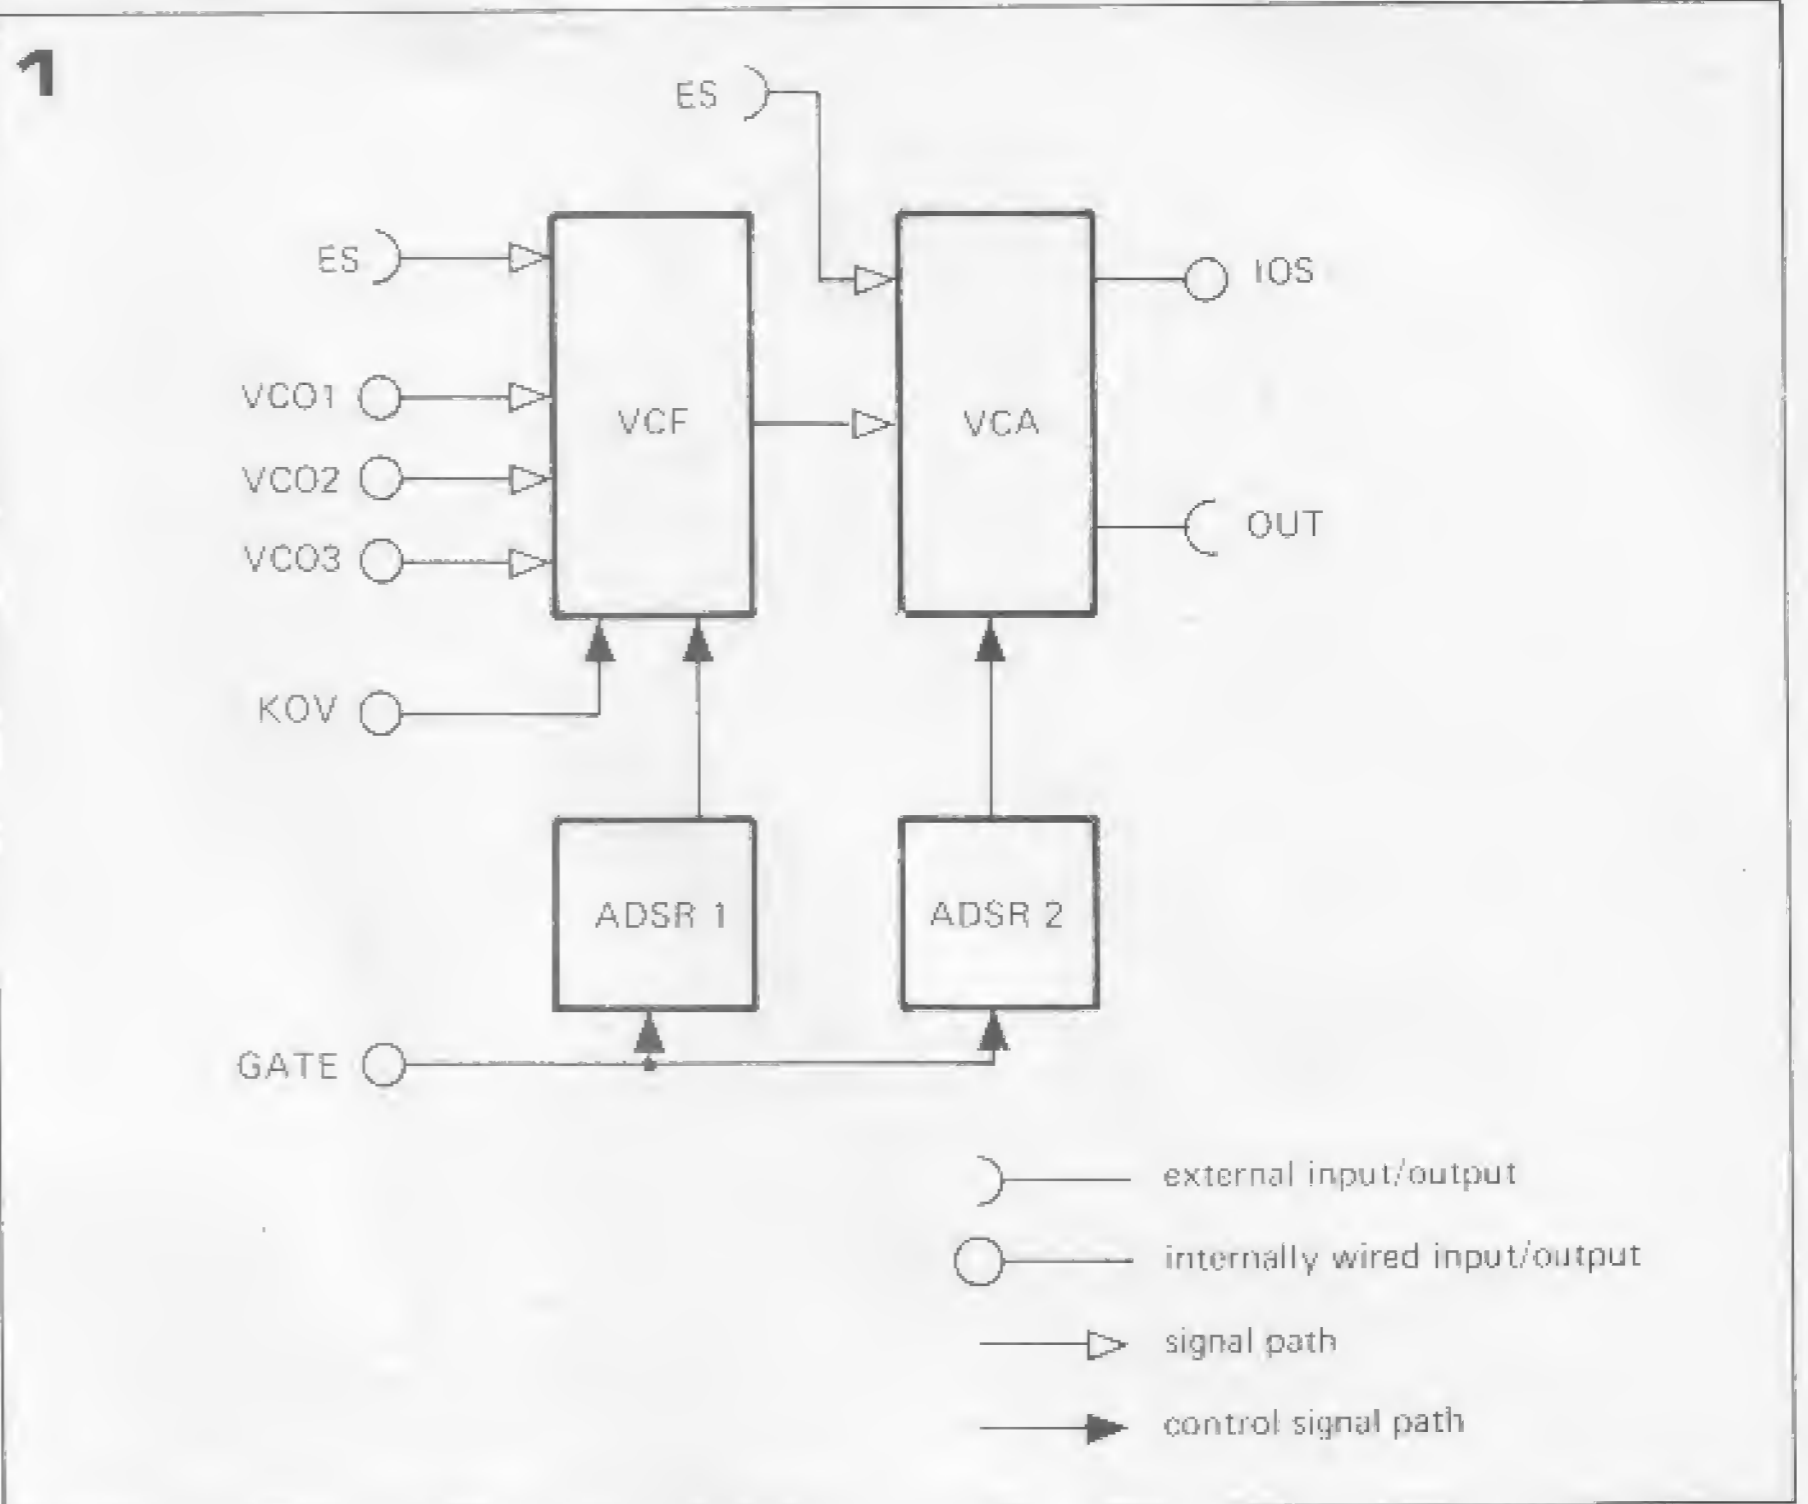 1
ES
ES
IOS
VCO1
VCF
VCA
VCO2
OUT
VCO3
KOV
ADSR 1
ADSR 2
GATE
external input/output
internally wired input/output
signal path
control signal path